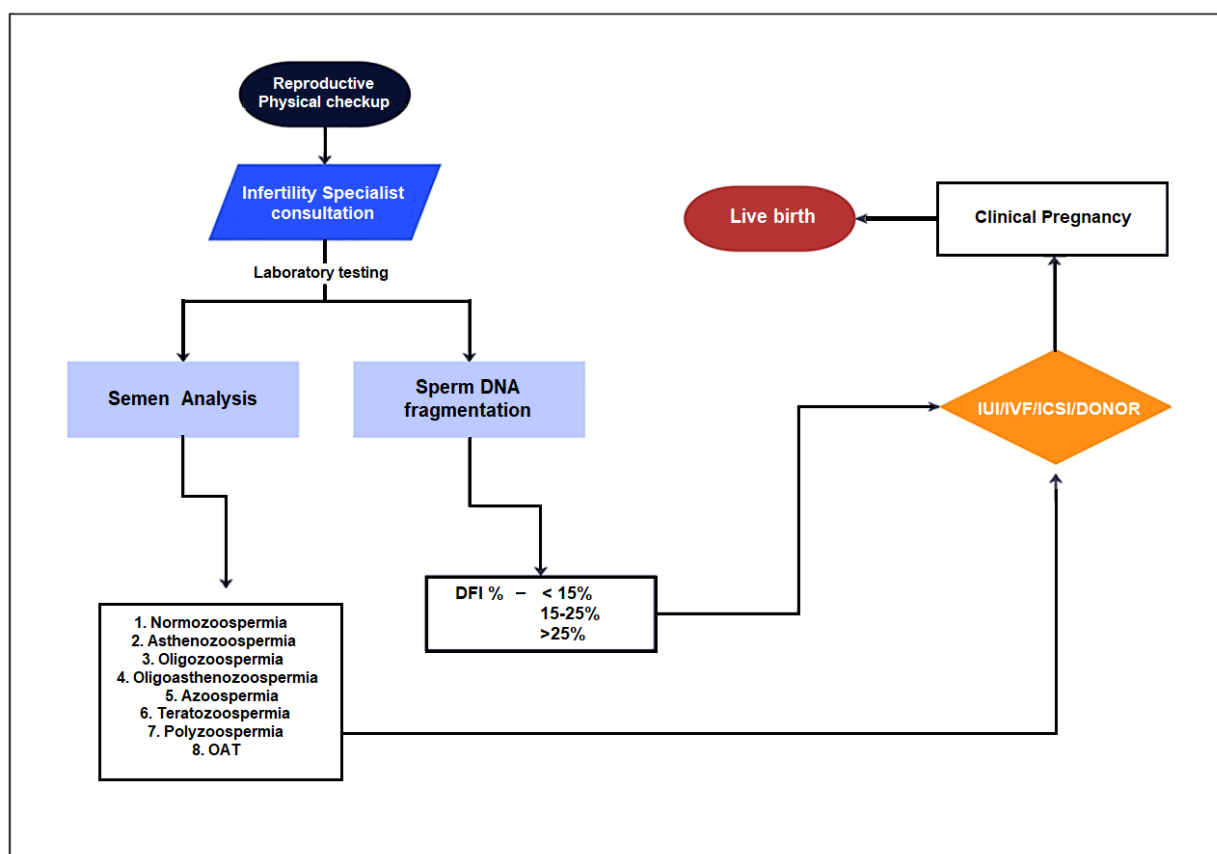 Reproductive
Physical checkup
Infertility Specialist
consultation
Laboratory testing
Semen Analysis
Sperm DNA
fragmentation
1. Normozoospermia
2. Asthenozoospermia
3. Oligozoospermia
4. Oligoasthenozoospermia
5. Azoospermia
6. Teratozoospermia
7. Polyzoospermia
8. OAT
DFI % – < 15%
15-25%
>25%
IUI/IVF/ICSI/DONOR
Clinical Pregnancy
Live birth